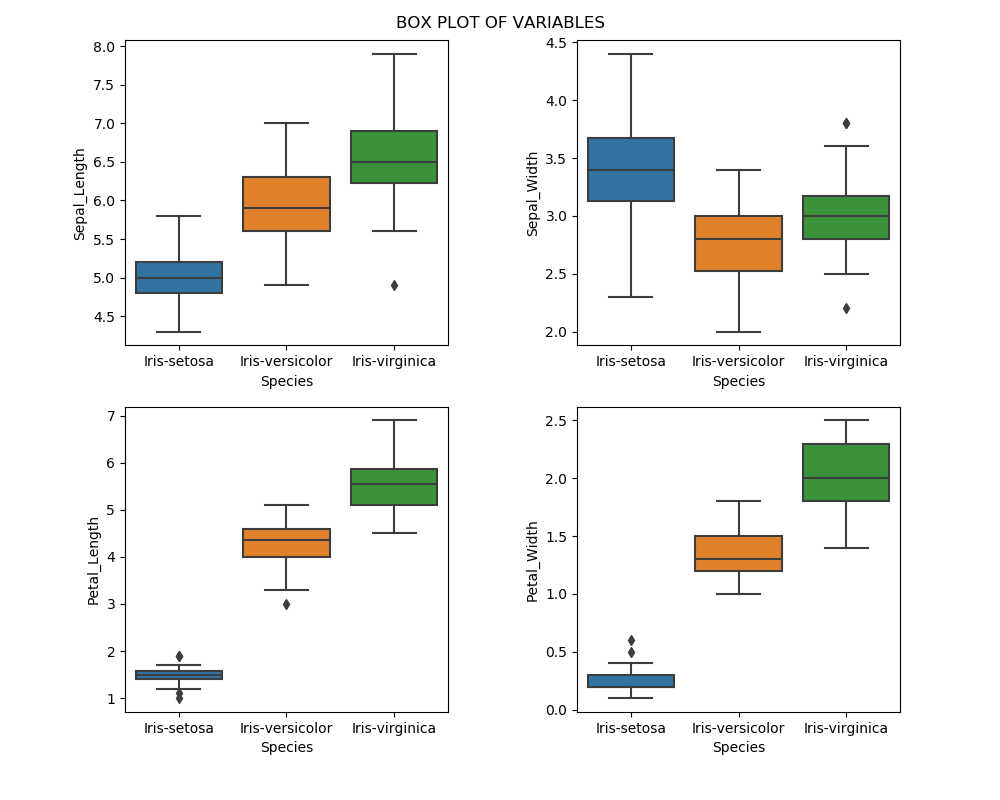 BOX PLOT OF VARIABLES
8.0
7.5
7.0
6.5
6.0
5.5
5.0
4.5
Sepal_Length
Iris-setosa Iris-versicolor Iris-virginica
Species
4.5
4.0
3.5
3.0
2.5
2.0
Sepal_Width
Iris-setosa Iris-versicolor Iris-virginica
Species
7
6
5
4
3
2
1
Petal_Length
Iris-setosa Iris-versicolor Iris-virginica
Species
2.5
2.0
1.5
1.0
0.5
0.0
Petal_Width
Iris-setosa Iris-versicolor Iris-virginica
Species